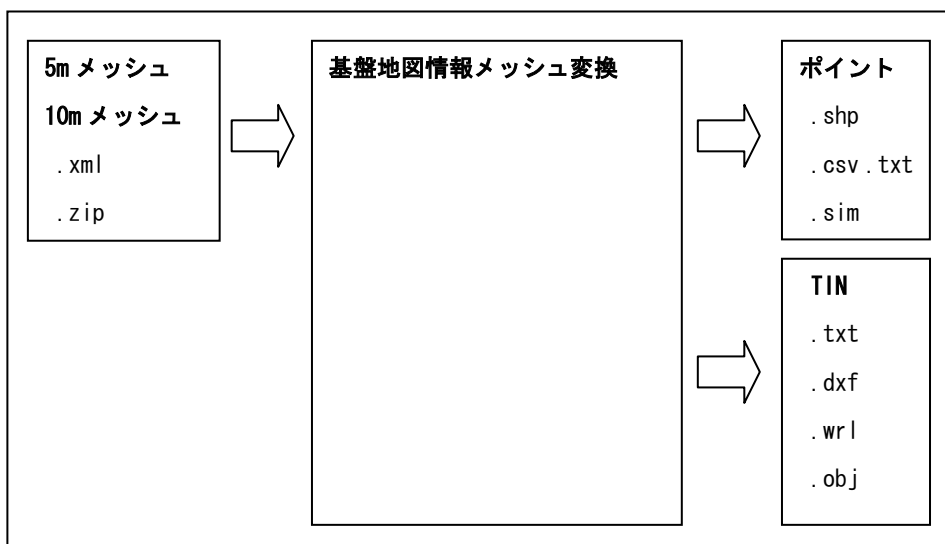 5m メッシュ
10m メッシュ
.xml
.zip
基盤地図情報メッシュ変換
ポイント
.shp
.csv .txt
.sim
TIN
.txt
.dxf
.wrl
.obj